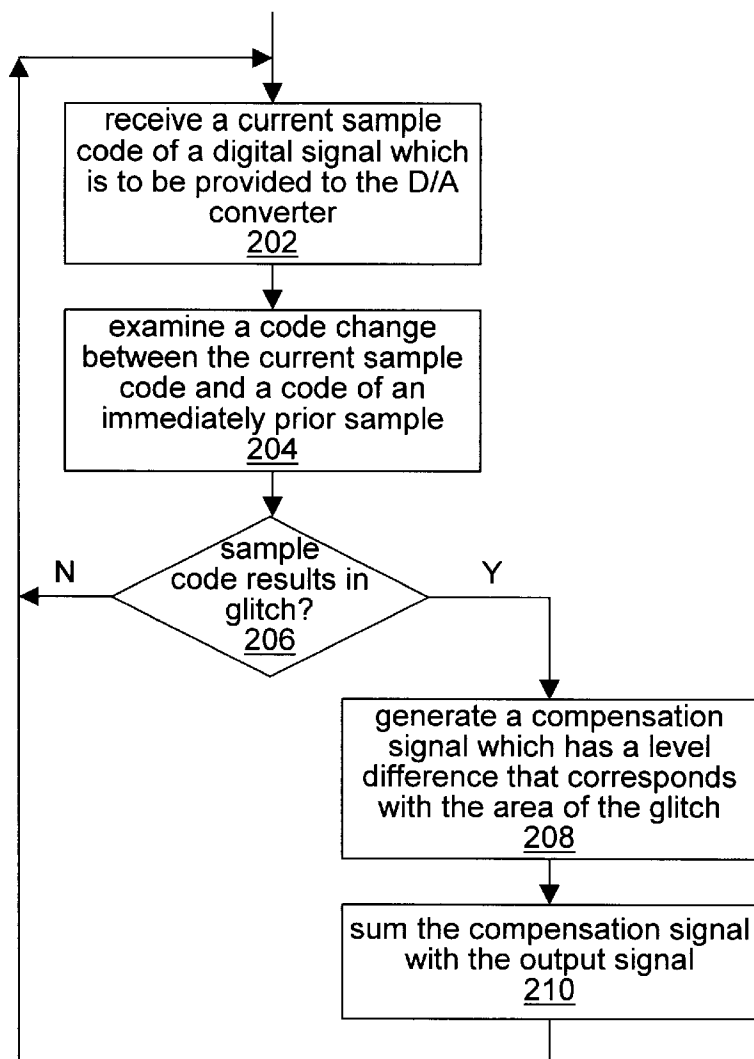 receive a current sample
code of a digital signal which
is to be provided to the D/A
converter
202
examine a code change
between the current sample
code and a code of an
immediately prior sample
204
sample
code results in
glitch?
206
N
Y
generate a compensation
signal which has a level
difference that corresponds
with the area of the glitch
208
sum the compensation signal
with the output signal
210